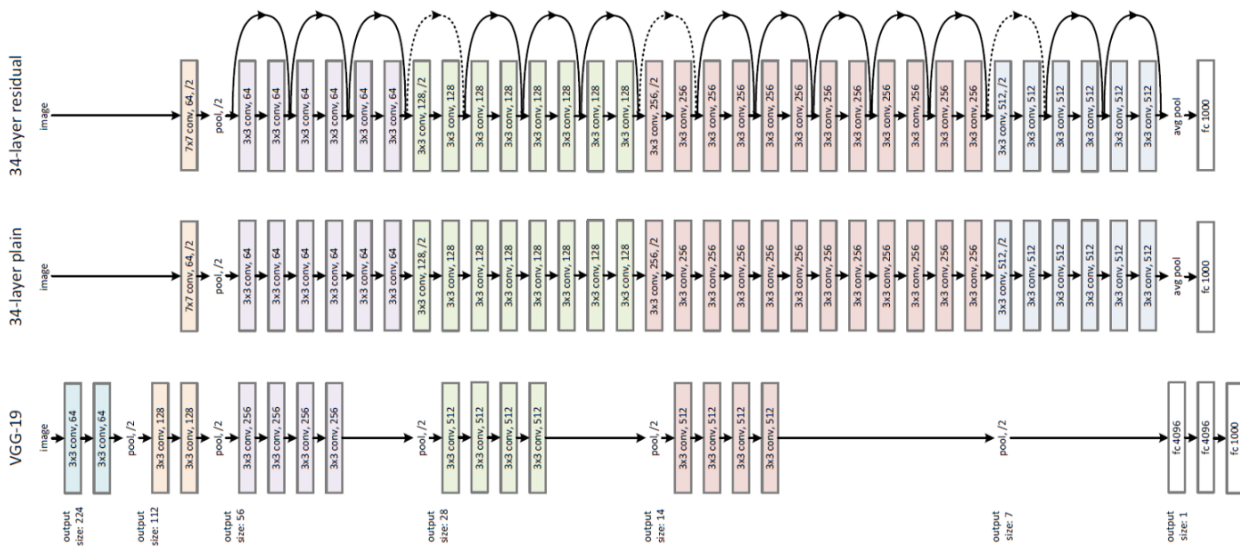 output
size: 224
output
size: 112
output
size: 56
output
size: 28
output
size: 14
output
size: 7
output
size: 1
VGG-19
image
3x3 conv, 64
3x3 conv, 64
pool, /2
3x3 conv, 128
3x3 conv, 128
pool, /2
3x3 conv, 256
3x3 conv, 256
3x3 conv, 256
3x3 conv, 256
pool, /2
3x3 conv, 512
3x3 conv, 512
3x3 conv, 512
3x3 conv, 512
pool, /2
3x3 conv, 512
3x3 conv, 512
3x3 conv, 512
3x3 conv, 512
pool, /2
fc 4096
fc 4096
fc 1000
34-layer plain
image
7x7 conv, 64, /2
pool, /2
3x3 conv, 64
3x3 conv, 64
3x3 conv, 64
3x3 conv, 64
3x3 conv, 64
3x3 conv, 64
3x3 conv, 128, /2
3x3 conv, 128
3x3 conv, 128
3x3 conv, 128
3x3 conv, 128
3x3 conv, 128
3x3 conv, 128
3x3 conv, 128
3x3 conv, 256, /2
3x3 conv, 256
3x3 conv, 256
3x3 conv, 256
3x3 conv, 256
3x3 conv, 256
3x3 conv, 256
3x3 conv, 256
3x3 conv, 256
3x3 conv, 256
3x3 conv, 256
3x3 conv, 256
3x3 conv, 512, /2
3x3 conv, 512
3x3 conv, 512
3x3 conv, 512
3x3 conv, 512
3x3 conv, 512
avg pool
fc 1000
34-layer residual
image
7x7 conv, 64, /2
pool, /2
3x3 conv, 64
3x3 conv, 64
3x3 conv, 64
3x3 conv, 64
3x3 conv, 64
3x3 conv, 64
3x3 conv, 128, /2
3x3 conv, 128
3x3 conv, 128
3x3 conv, 128
3x3 conv, 128
3x3 conv, 128
3x3 conv, 128
3x3 conv, 128
3x3 conv, 256, /2
3x3 conv, 256
3x3 conv, 256
3x3 conv, 256
3x3 conv, 256
3x3 conv, 256
3x3 conv, 256
3x3 conv, 256
3x3 conv, 256
3x3 conv, 256
3x3 conv, 256
3x3 conv, 256
3x3 conv, 512, /2
3x3 conv, 512
3x3 conv, 512
3x3 conv, 512
3x3 conv, 512
3x3 conv, 512
avg pool
fc 1000